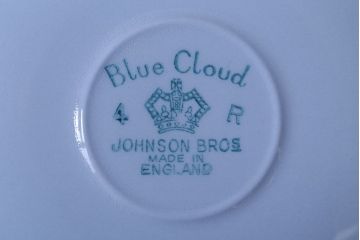 Blue Cloud
4 R
JOHNSON BROS
MADE IN
ENGLAND